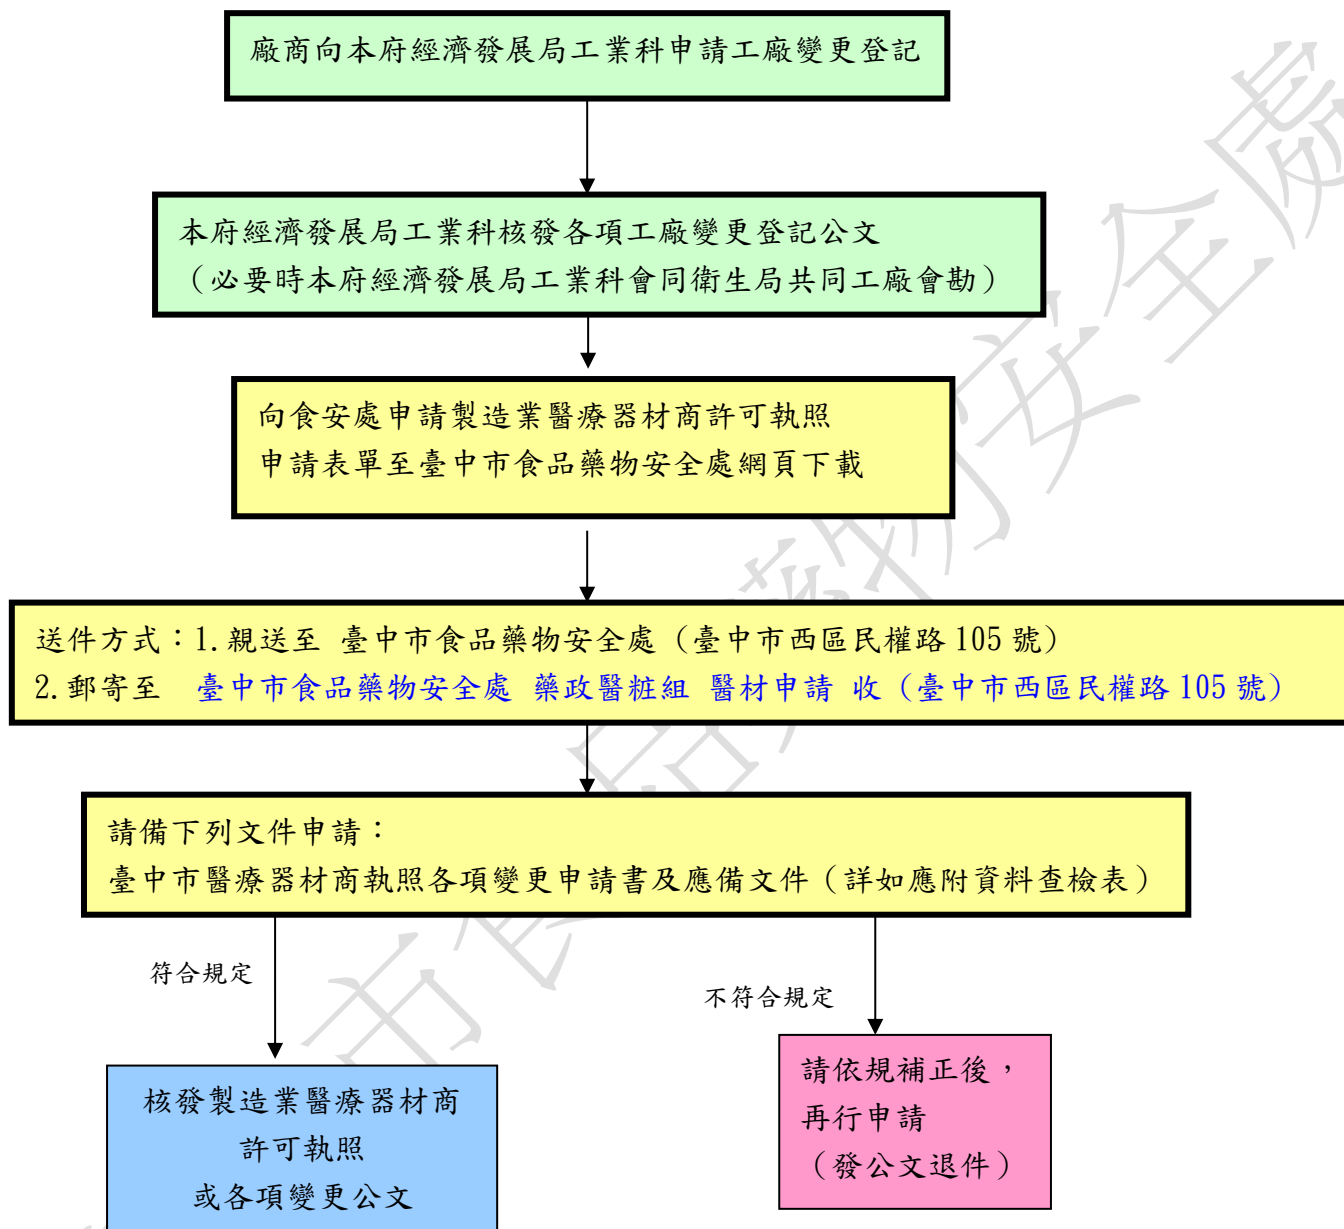 廠商向本府經濟發展局工業科申請工廠變更登記
本府經濟發展局工業科核發各項工廠變更登記公文
（必要時本府經濟發展局工業科會同衛生局共同工廠會勘）
向食安處申請製造業醫療器材商許可執照
申請表單至臺中市食品藥物安全處網頁下載
送件方式：1.親送至 臺中市食品藥物安全處（臺中市西區民權路 105 號）
2.郵寄至 臺中市食品藥物安全處 藥政醫粧組 醫材申請 收（臺中市西區民權路 105 號）
請備下列文件申請：
臺中市醫療器材商執照各項變更申請書及應備文件（詳如應附資料查檢表）
符合規定
不符合規定
核發製造業醫療器材商
許可執照
或各項變更公文
請依規補正後，
再行申請
（發公文退件）
市食品藥物安全處